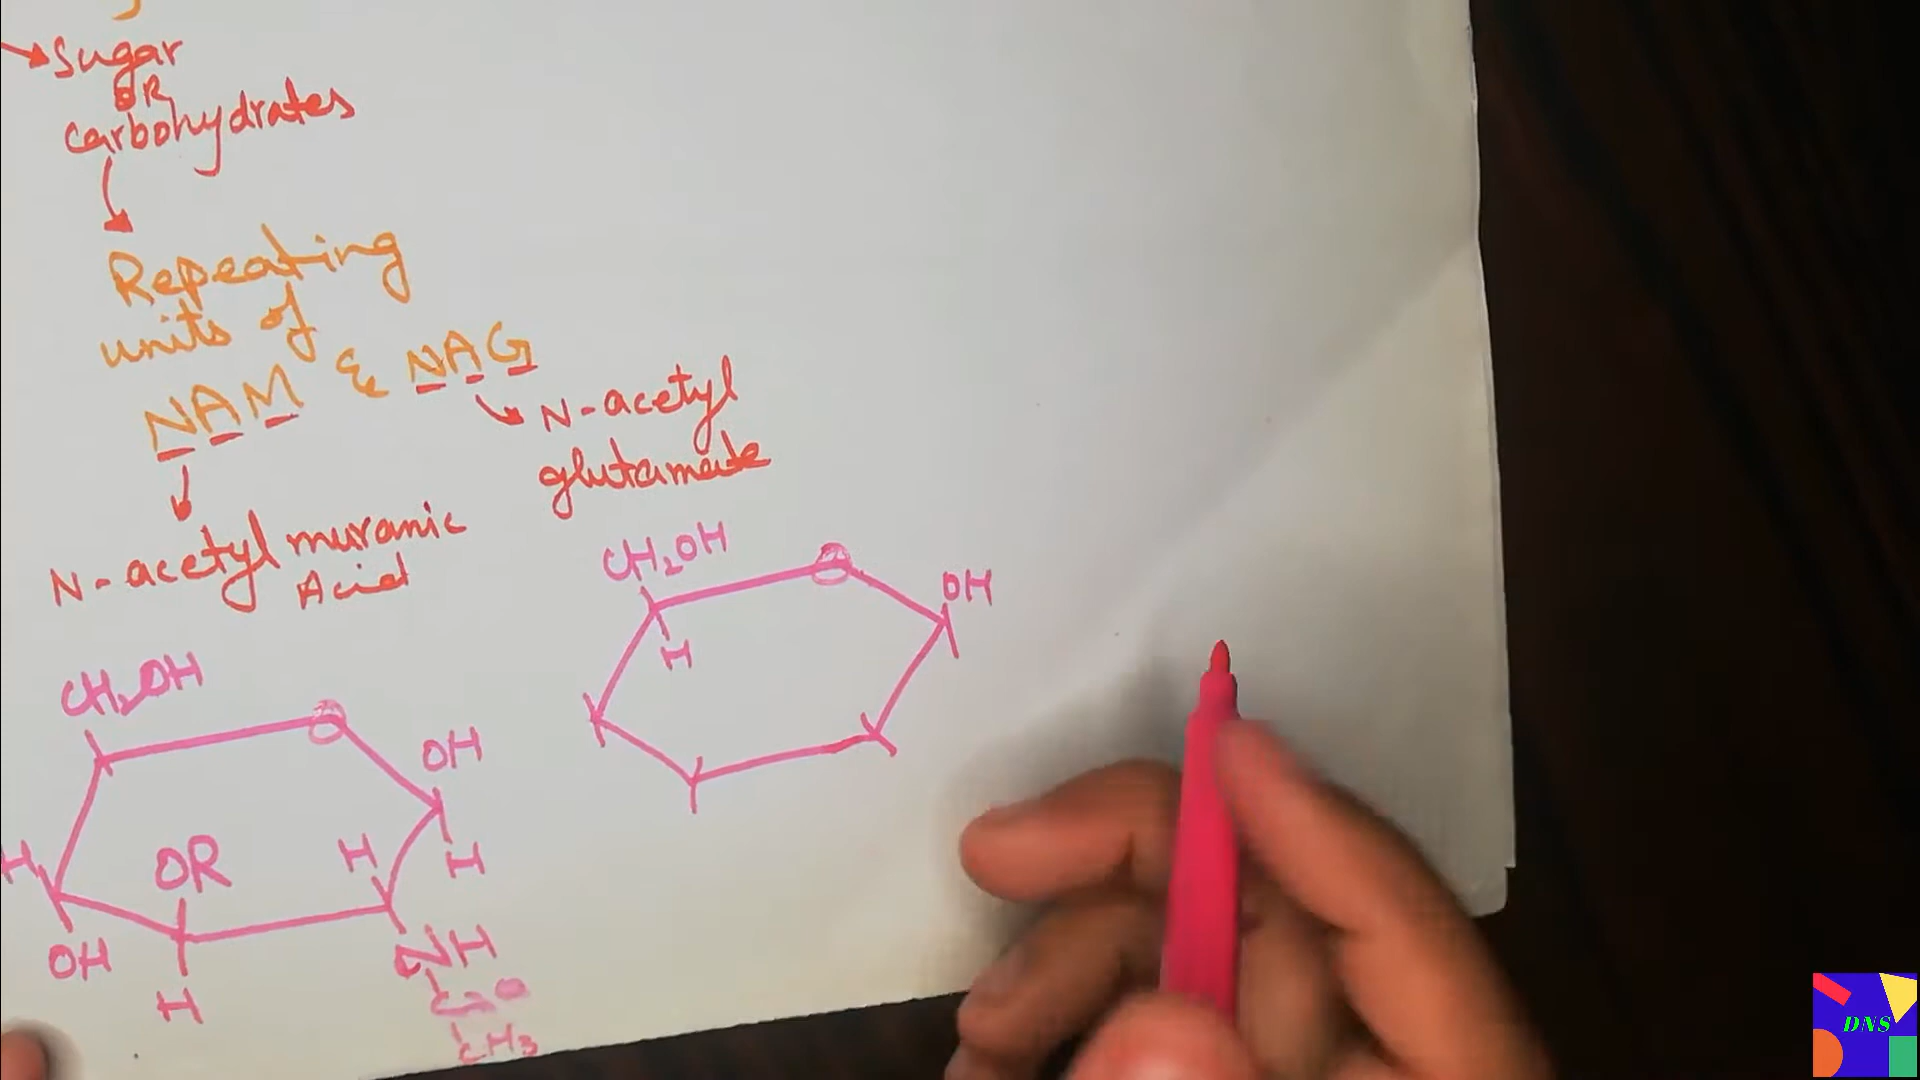 Sugar
OR
carbohydrates
Repeating
units of
NAM & NAG
N-acetyl
glutamate
N-acetyl muramic
Acid
CH2OH
O
OH
H
CH2OH
O
OH
H
OR
H
H
OH
NH
H
C=O
CH3
DNS